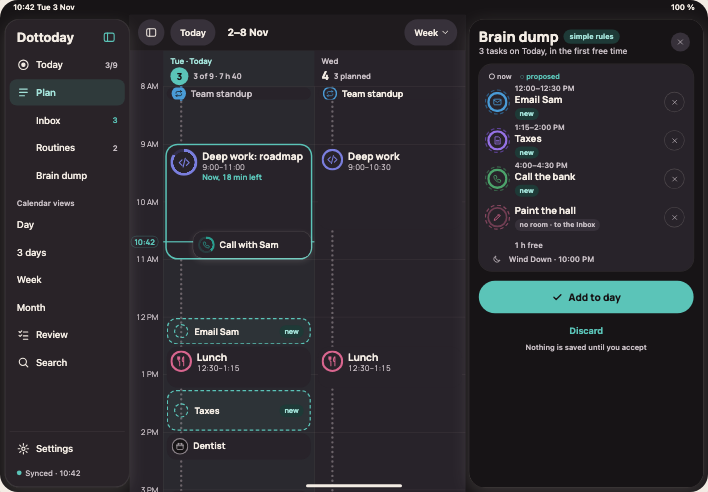 10:42 Tue 3 Nov
100 %
Dottoday
Today 3/9
Plan
Inbox 3
Routines 2
Brain dump
Calendar views
Day
3 days
Week
Month
Review
Search
Settings
Synced · 10:42
Today
2–8 Nov
Week
Tue · Today
3 3 of 9 · 7 h 40
Wed
4 3 planned
8 AM
Team standup
Team standup
9 AM
Deep work: roadmap
9:00–11:00
Now, 18 min left
Deep work
9:00–10:30
10 AM
10:42
Call with Sam
11 AM
12 PM
Email Sam new
Lunch
12:30–1:15
Lunch
12:30–1:15
1 PM
Taxes new
2 PM
Dentist
3 PM
Brain dump simple rules
3 tasks on Today, in the first free time
now proposed
12:00–12:30 PM
Email Sam
new
1:15–2:00 PM
Taxes
new
4:00–4:30 PM
Call the bank
new
Paint the hall
no room · to the Inbox
1 h free
Wind Down · 10:00 PM
Add to day
Discard
Nothing is saved until you accept